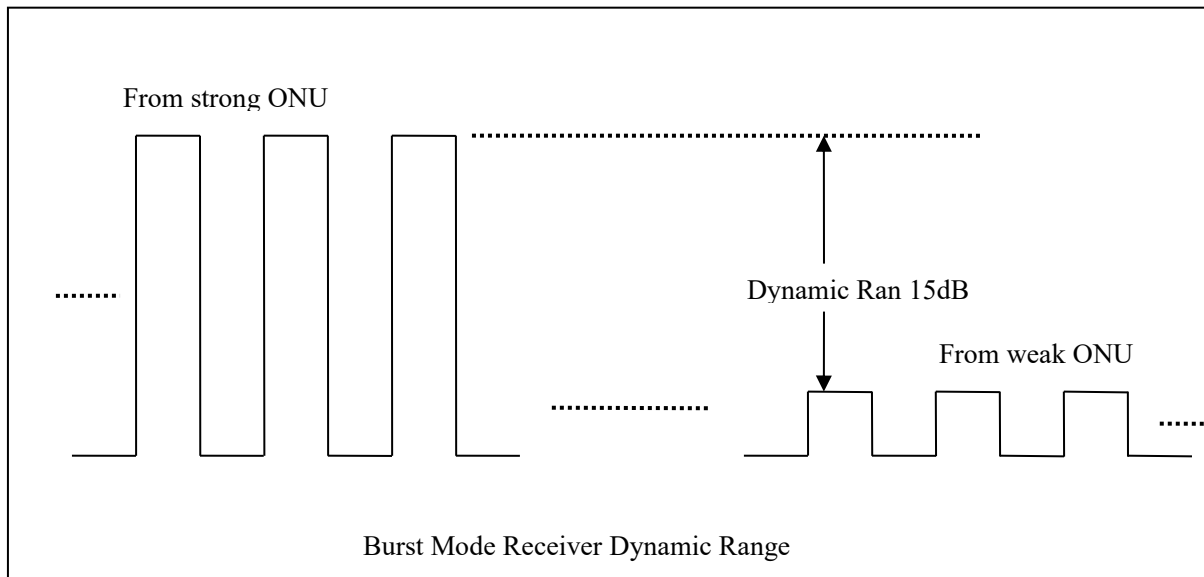 From strong ONU
Dynamic Ran 15dB
From weak ONU
Burst Mode Receiver Dynamic Range